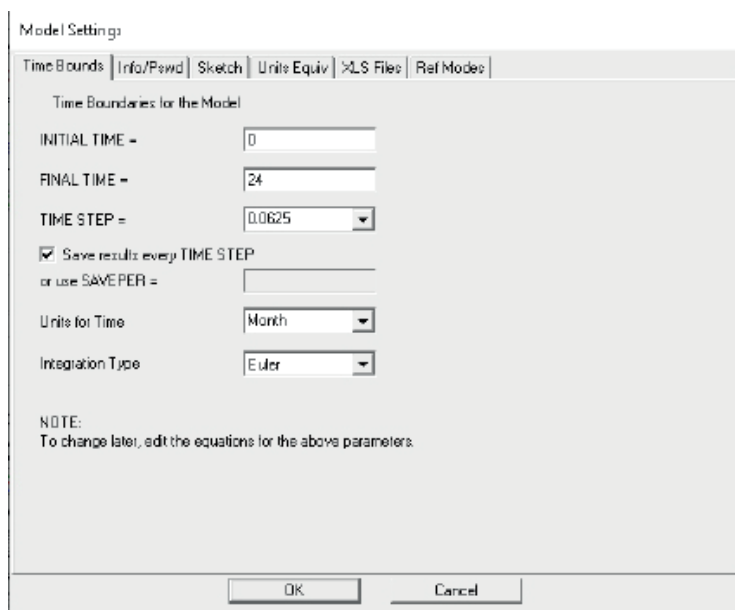 Model Settings
Time Bounds Info/Pswd Sketch Units Equiv XLS Files Ref Modes
Time Boundaries for the Model
INITIAL TIME = 0
FINAL TIME = 24
TIME STEP = 0.0625
Save results every TIME STEP
or use SAVEPER =
Units for Time Month
Integration Type Euler
NOTE:
To change later, edit the equations for the above parameters.
OK Cancel